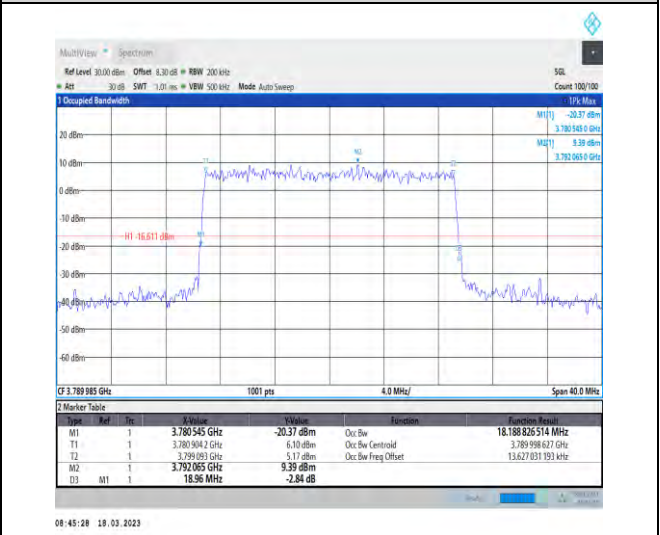 MultiView Spectrum
Ref Level 30.00 dBm Offset 8.30 dB RBW 200 kHz SGL
Att 30 dB SWT 1.01 ms VBW 500 kHz Mode Auto Sweep Count 100/100
1 Occupied Bandwidth 1Pk Max
M1[1] -20.37 dBm
3.780 545 0 GHz
20 dBm
M2[1] 9.39 dBm
3.792 065 0 GHz
M2
10 dBm
T1
0 dBm
-10 dBm
H1 -16.611 dBm
M1
-20 dBm
-30 dBm
-40 dBm
-50 dBm
-60 dBm
CF 3.789 985 GHz 1001 pts 4.0 MHz/ Span 40.0 MHz
2 Marker Table
Type Ref Trc X-Value Y-Value Function Function Result
M1 1 3.780 545 GHz -20.37 dBm Occ Bw 18.188 826 514 MHz
T1 1 3.780 904 2 GHz 6.10 dBm Occ Bw Centroid 3.789 998 627 GHz
T2 1 3.799 093 GHz 5.17 dBm Occ Bw Freq Offset 13.627 031 193 kHz
M2 1 3.792 065 GHz 9.39 dBm
D3 M1 1 18.96 MHz -2.84 dB
08:45:28 18.03.2023